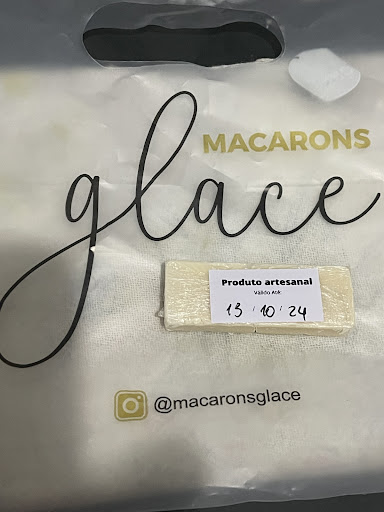 MACARONS
glace
Produto artesanal
Válido Até:
13 / 10 / 24
@macaronsglace